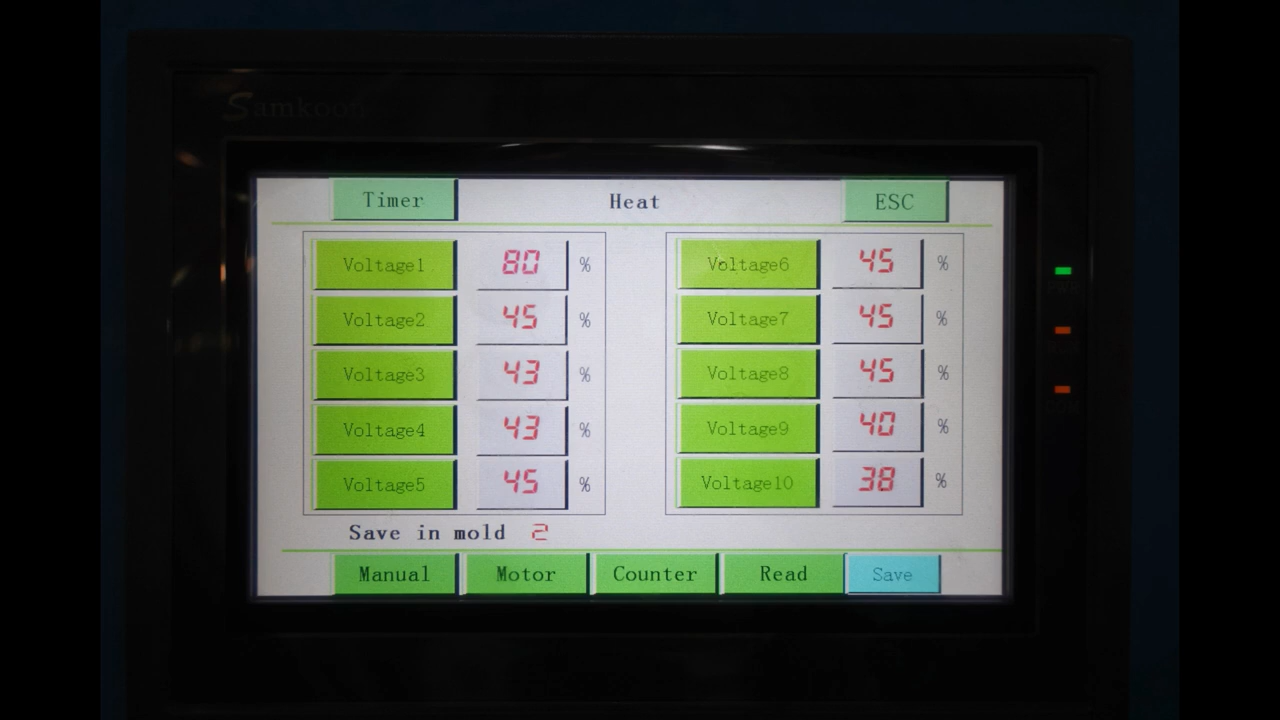 Samkoon
Timer Heat ESC
Voltage1 80 % Voltage6 45 %
Voltage2 45 % Voltage7 45 %
Voltage3 43 % Voltage8 45 %
Voltage4 43 % Voltage9 40 %
Voltage5 45 % Voltage10 38 %
Save in mold 2
Manual Motor Counter Read Save